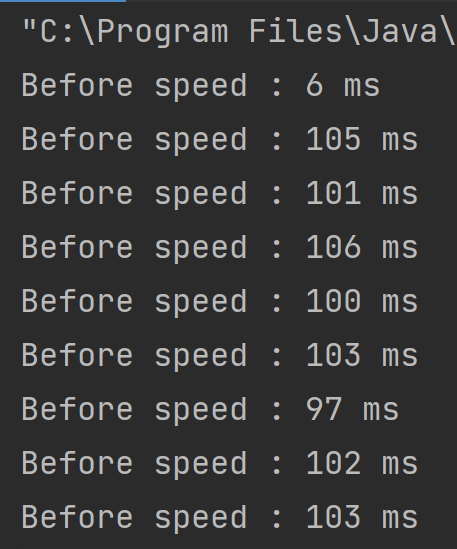 "C:\Program Files\Java\
Before speed : 6 ms
Before speed : 105 ms
Before speed : 101 ms
Before speed : 106 ms
Before speed : 100 ms
Before speed : 103 ms
Before speed : 97 ms
Before speed : 102 ms
Before speed : 103 ms